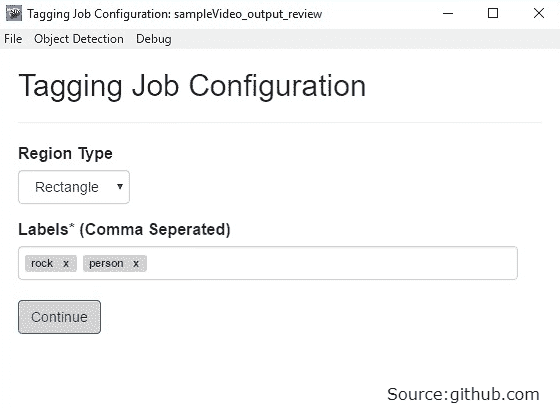 Tagging Job Configuration: sampleVideo_output_review
File Object Detection Debug
Tagging Job Configuration
Region Type
Rectangle
Labels* (Comma Seperated)
rock x person x
Continue
Source:github.com